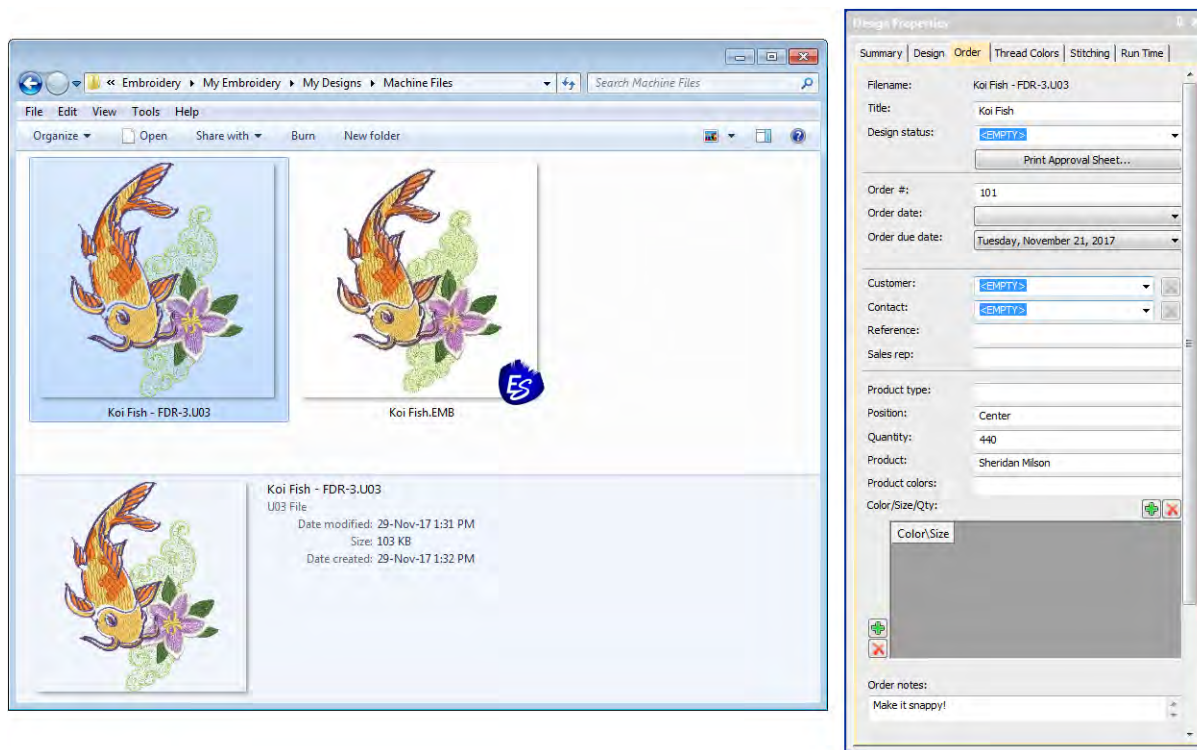 « Embroidery ▸ My Embroidery ▸ My Designs ▸ Machine Files
Search Machine Files
File Edit View Tools Help
Organize Open Share with Burn New folder
Koi Fish - FDR-3.U03
Koi Fish.EMB
ES
Koi Fish - FDR-3.U03
U03 File
Date modified: 29-Nov-17 1:31 PM
Size: 103 KB
Date created: 29-Nov-17 1:32 PM
Design Properties
Summary Design Order Thread Colors Stitching Run Time
Filename: Koi Fish - FDR-3.U03
Title: Koi Fish
Design status: <EMPTY>
Print Approval Sheet...
Order #: 101
Order date:
Order due date: Tuesday, November 21, 2017
Customer: <EMPTY>
Contact: <EMPTY>
Reference:
Sales rep:
Product type:
Position: Center
Quantity: 440
Product: Sheridan Milson
Product colors:
Color/Size/Qty:
Color\Size
Order notes:
Make it snappy!